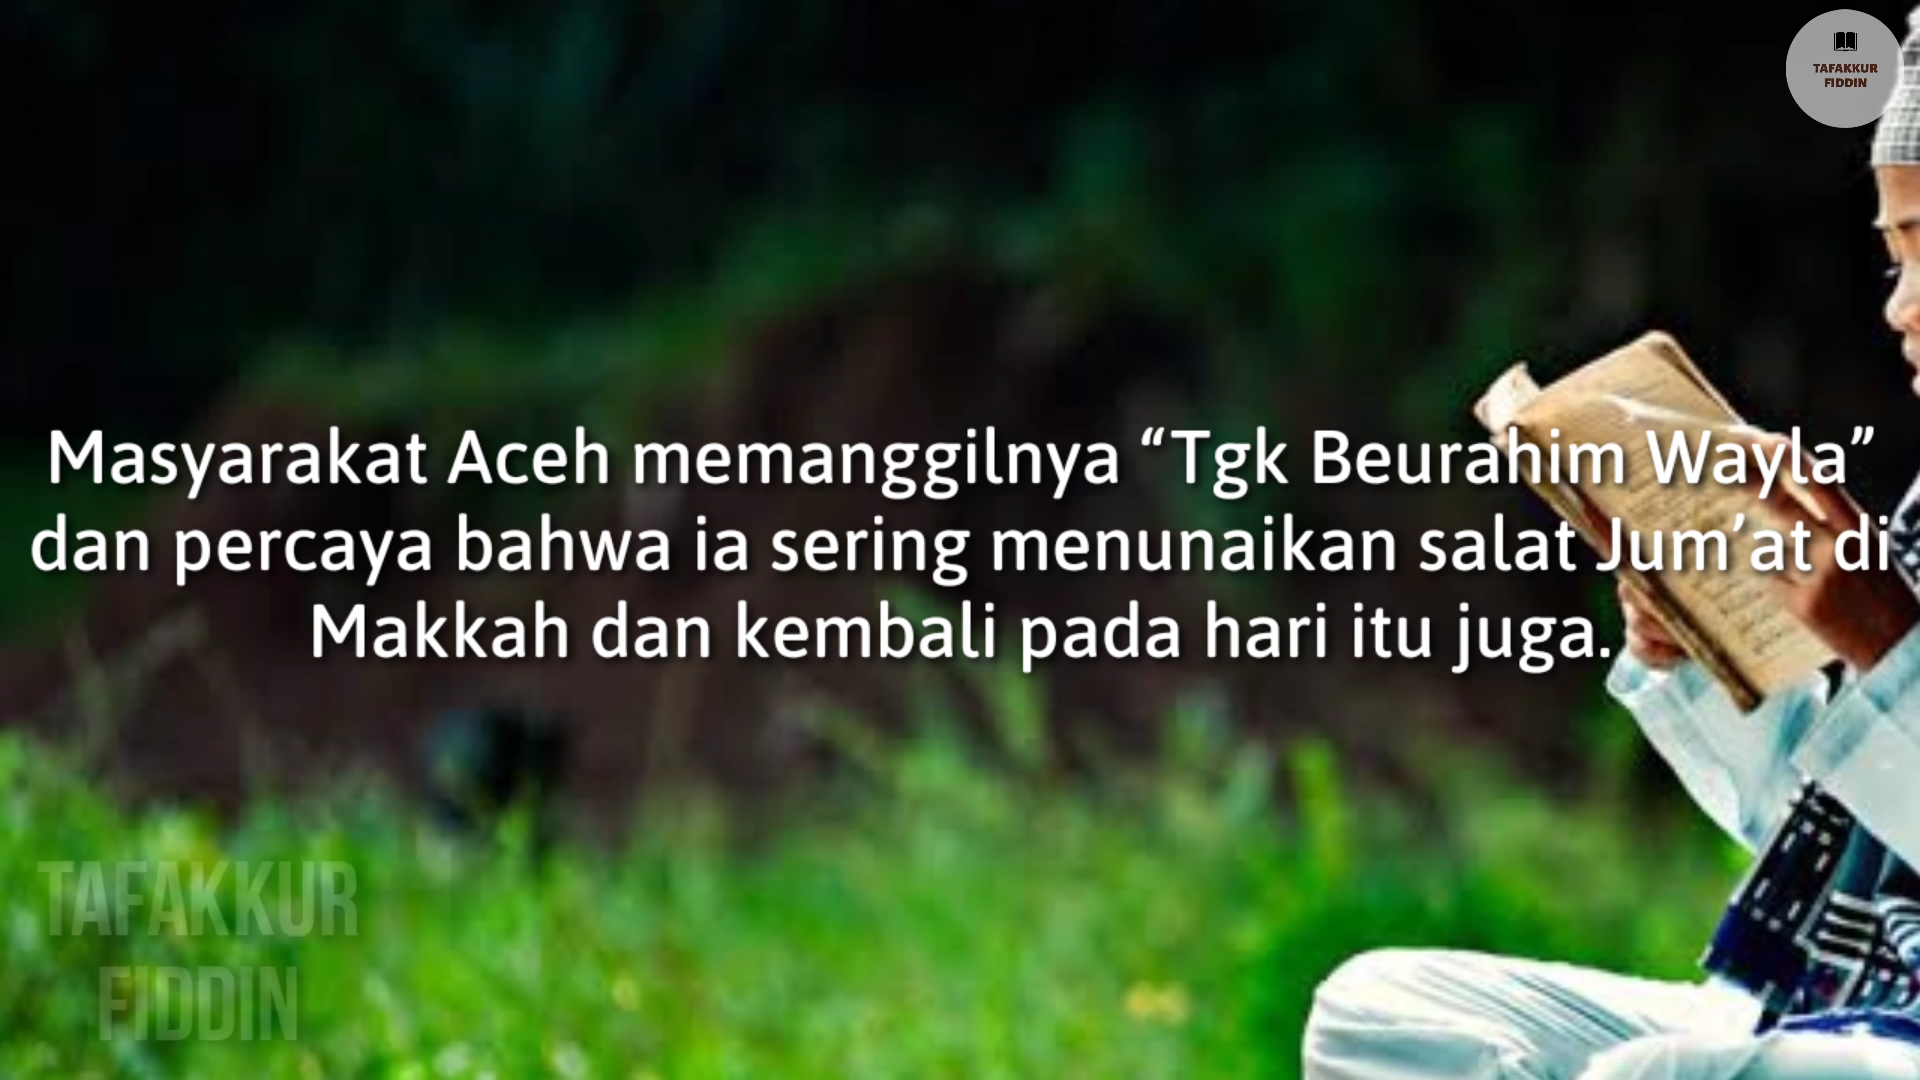 TAFAKKUR
FIDDIN
Masyarakat Aceh memanggilnya “Tgk Beurahim Wayla”
dan percaya bahwa ia sering menunaikan salat Jum’at di
Makkah dan kembali pada hari itu juga.
TAFAKKUR
FIDDIN